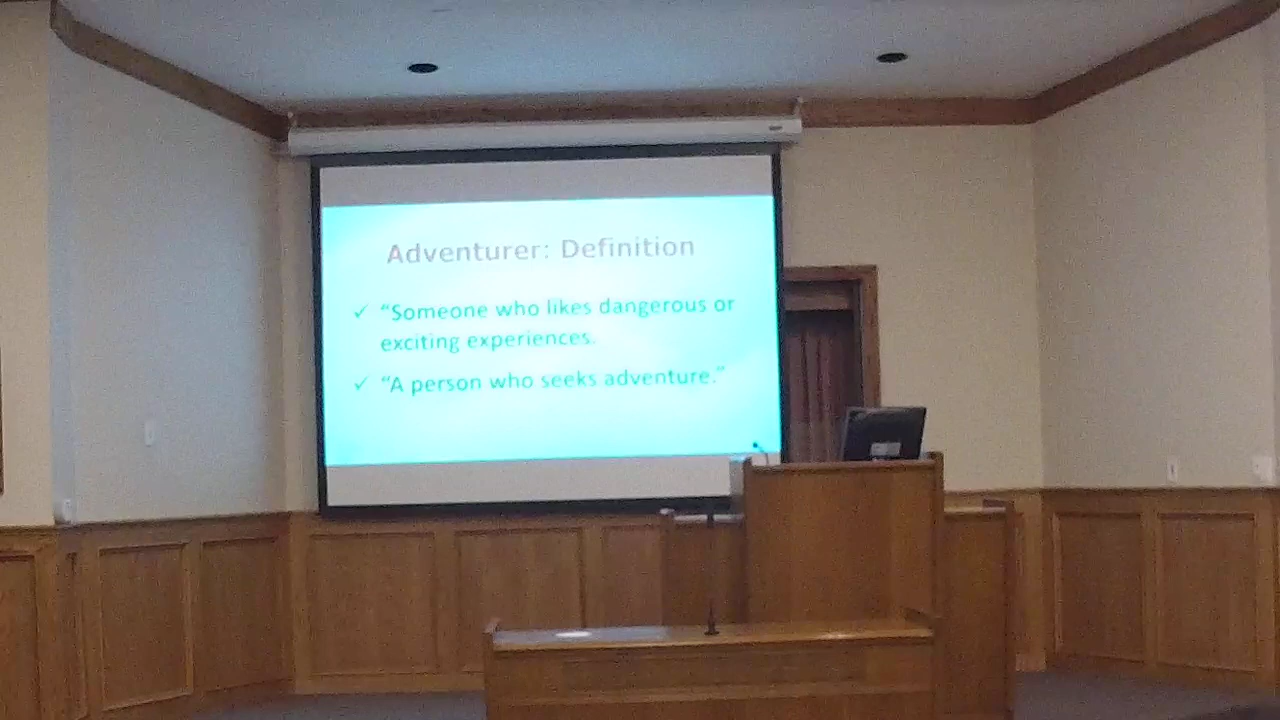 Adventurer: Definition
✓ “Someone who likes dangerous or
exciting experiences.
✓ “A person who seeks adventure.”